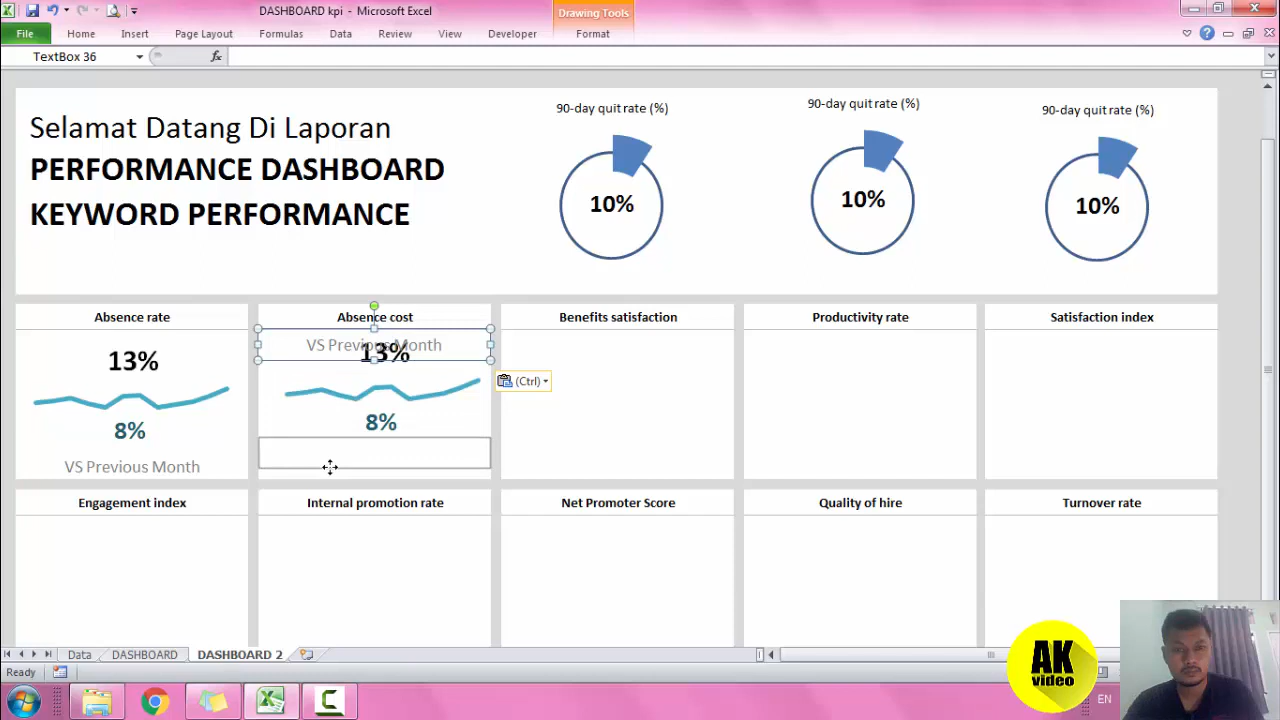 DASHBOARD kpi - Microsoft Excel
Drawing Tools
File Home Insert Page Layout Formulas Data Review View Developer Format
TextBox 36
fx
Selamat Datang Di Laporan
PERFORMANCE DASHBOARD
KEYWORD PERFORMANCE
90-day quit rate (%)
10%
90-day quit rate (%)
10%
90-day quit rate (%)
10%
Absence rate
13%
8%
VS Previous Month
Absence cost
VS Previous Month
13%
8%
(Ctrl)
Benefits satisfaction
Productivity rate
Satisfaction index
Engagement index
Internal promotion rate
Net Promoter Score
Quality of hire
Turnover rate
Data DASHBOARD DASHBOARD 2
Ready
AK
video
EN